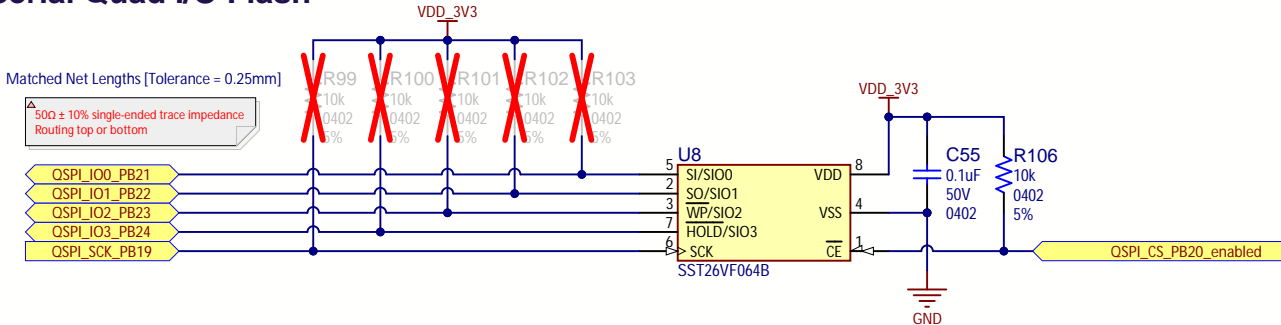 Serial Quad I/O Flash
VDD_3V3
Matched Net Lengths [Tolerance = 0.25mm]
50Ω ± 10% single-ended trace impedance
Routing top or bottom
R99
10k
0402
5%
R100
10k
0402
5%
R101
10k
0402
5%
R102
10k
0402
5%
R103
10k
0402
5%
QSPI_IO0_PB21
QSPI_IO1_PB22
QSPI_IO2_PB23
QSPI_IO3_PB24
QSPI_SCK_PB19
U8
5 SI/SIO0
2 SO/SIO1
3 WP/SIO2
7 HOLD/SIO3
6 SCK
VDD 8
VSS 4
CE 1
SST26VF064B
VDD_3V3
C55
0.1uF
50V
0402
R106
10k
0402
5%
QSPI_CS_PB20_enabled
GND